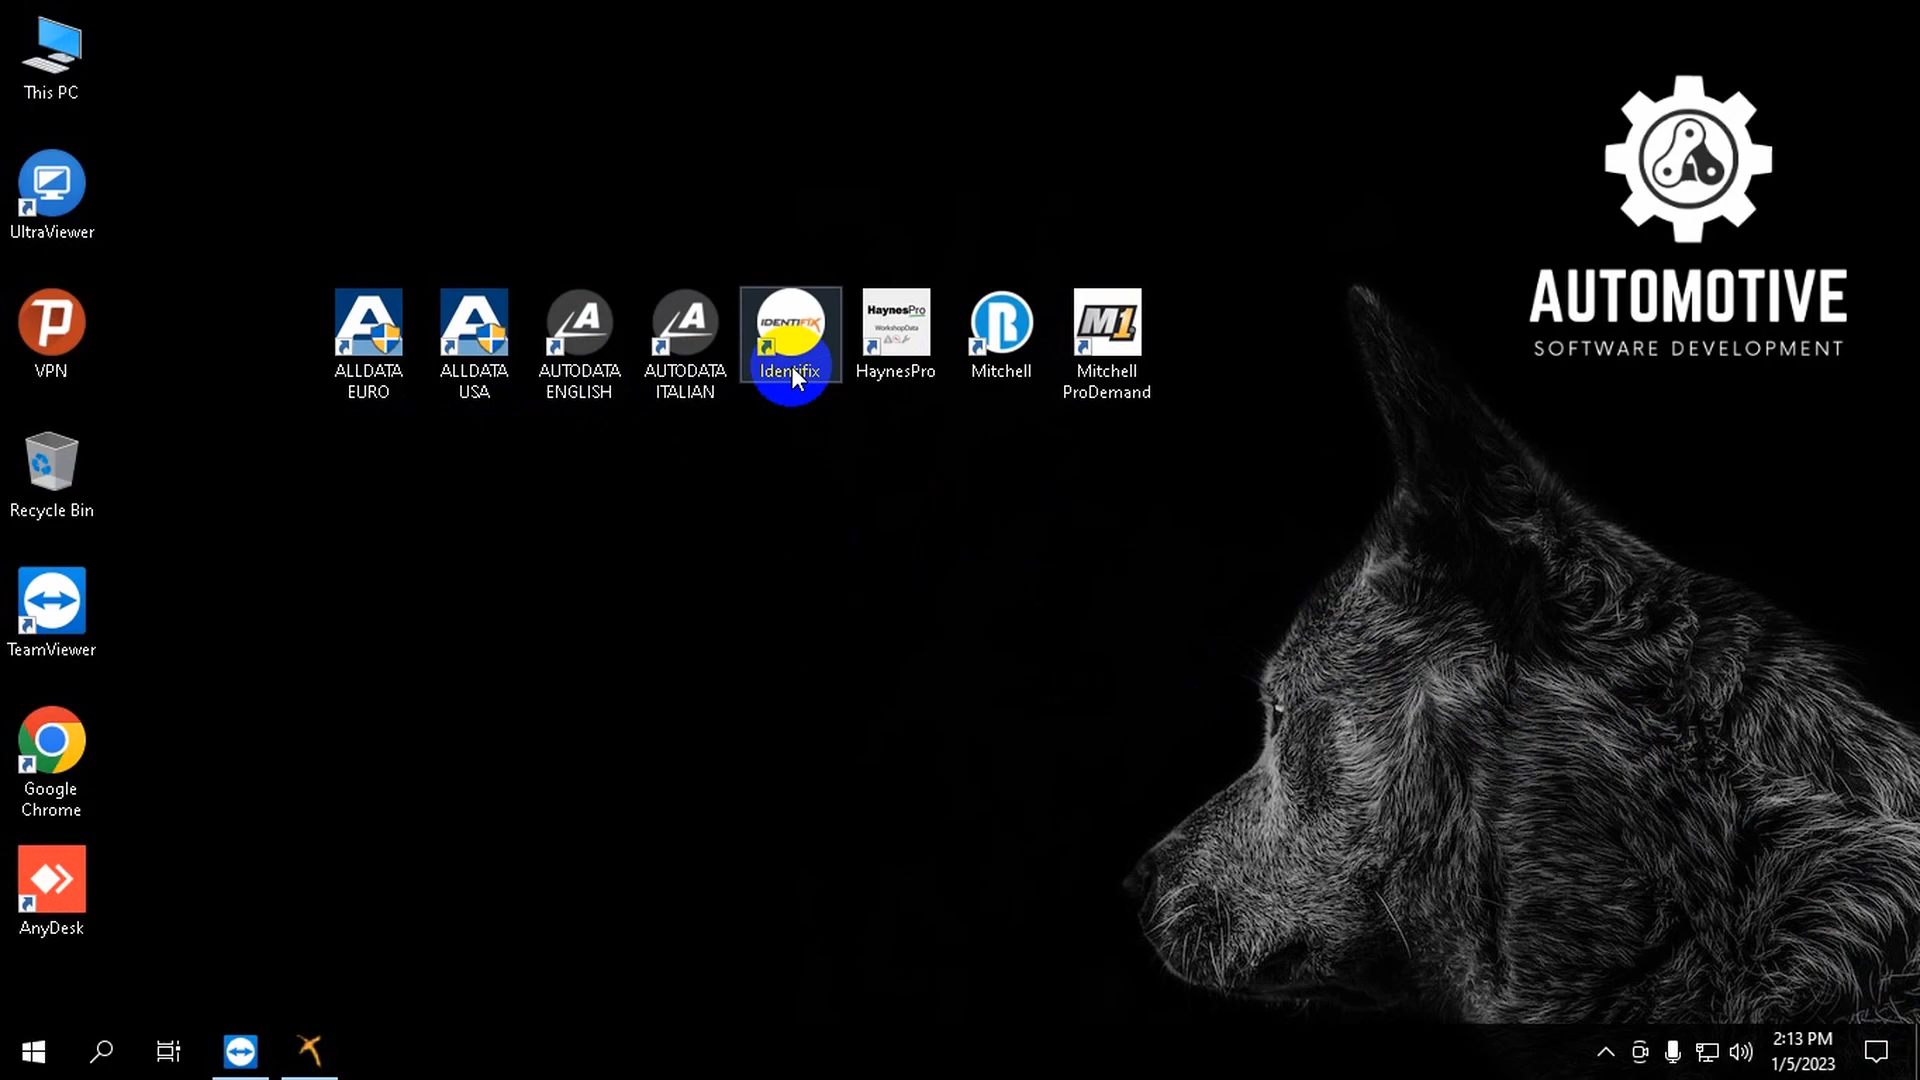 This PC
UltraViewer
VPN
Recycle Bin
TeamViewer
Google
Chrome
AnyDesk
ALLDATA
EURO
ALLDATA
USA
AUTODATA
ENGLISH
AUTODATA
ITALIAN
IDENTIFIX
Identifix
HaynesPro
WorkshopData
HaynesPro
Mitchell
M1
Mitchell
ProDemand
AUTOMOTIVE
SOFTWARE DEVELOPMENT
2:13 PM
1/5/2023